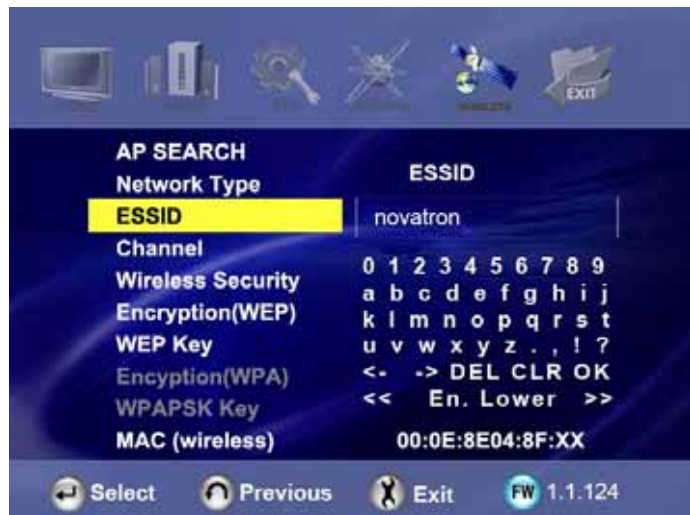 EXIT
AP SEARCH
Network Type
ESSID
Channel
Wireless Security
Encryption(WEP)
WEP Key
Encyption(WPA)
WPAPSK Key
MAC (wireless)
ESSID
novatron
0 1 2 3 4 5 6 7 8 9
a b c d e f g h i j
k l m n o p q r s t
u v w x y z . , ! ?
<- -> DEL CLR OK
<< En. Lower >>
00:0E:8E04:8F:XX
Select Previous Exit FW 1.1.124